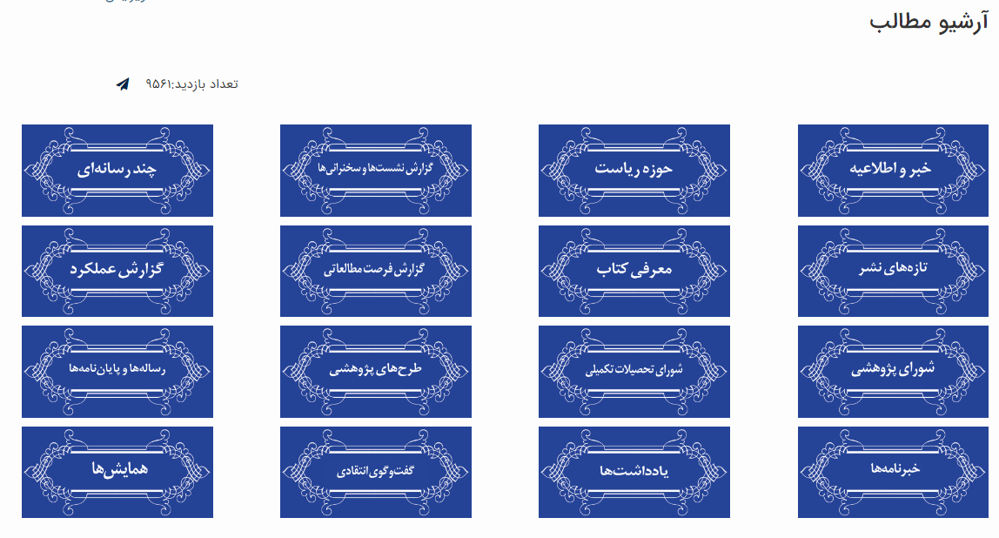 آرشیو مطالب
تعداد بازدید:۹۵۶۱
خبر و اطلاعیه
حوزه ریاست
گزارش نشست‌ها و سخنرانی‌ها
چند رسانه‌ای
تازه‌های نشر
معرفی کتاب
گزارش فرصت مطالعاتی
گزارش عملکرد
شورای پژوهشی
شورای تحصیلات تکمیلی
طرح‌های پژوهشی
رساله‌ها و پایان‌نامه‌ها
خبرنامه‌ها
یادداشت‌ها
گفت‌وگوی انتقادی
همایش‌ها